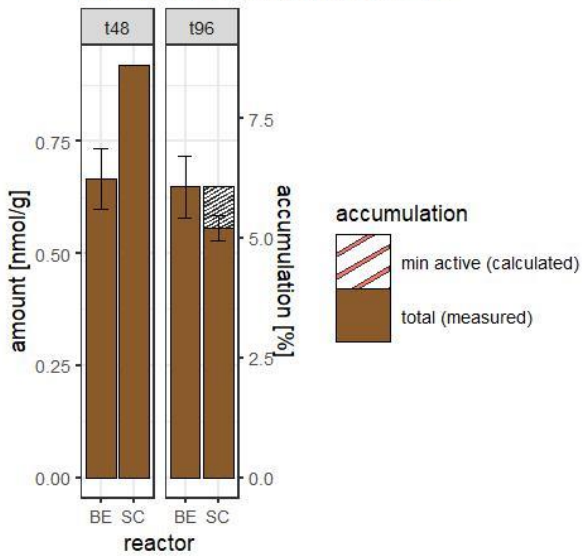 t48 t96
amount [nmol/g]
0.75
0.50
0.25
0.00
7.5
5.0
2.5
0.0
accumulation [%]
BE SC BE SC
reactor
accumulation
min active (calculated)
total (measured)